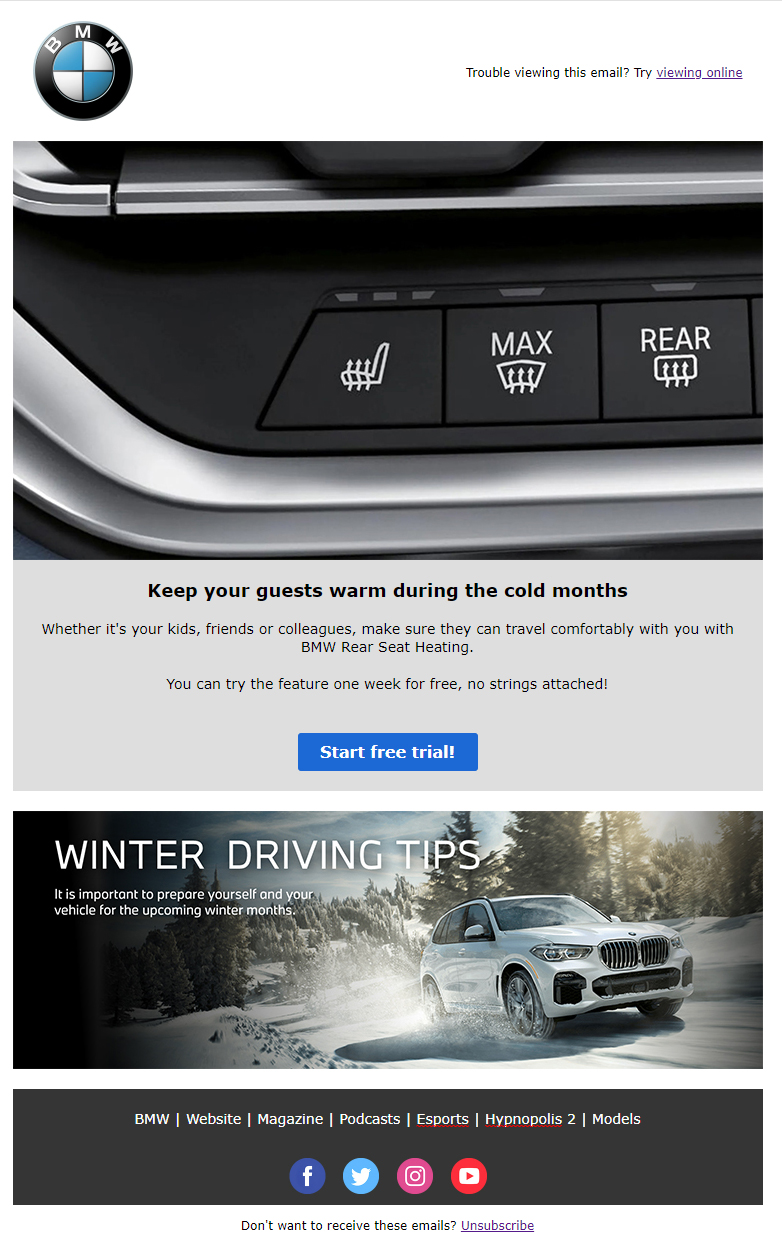 BMW
Trouble viewing this email? Try viewing online
MAX
REAR
Keep your guests warm during the cold months
Whether it's your kids, friends or colleagues, make sure they can travel comfortably with you with
BMW Rear Seat Heating.
You can try the feature one week for free, no strings attached!
Start free trial!
WINTER DRIVING TIPS
It is important to prepare yourself and your
vehicle for the upcoming winter months.
BMW | Website | Magazine | Podcasts | Esports | Hypnopolis 2 | Models
Don't want to receive these emails? Unsubscribe